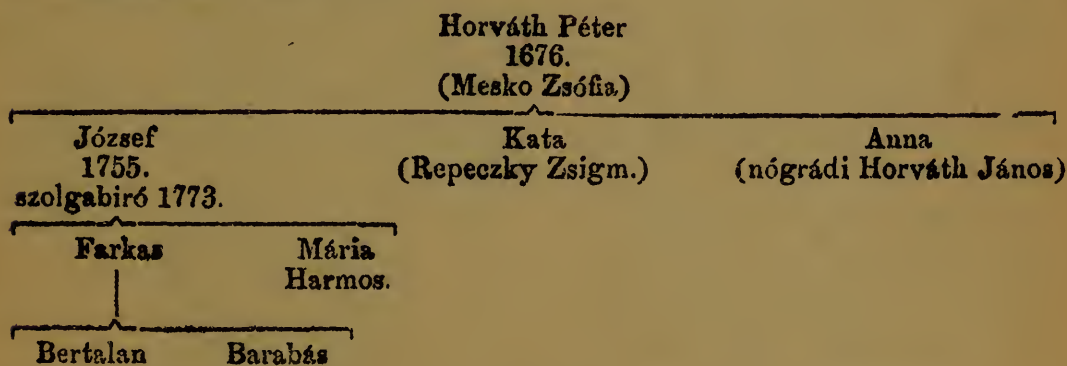 Horváth Péter
1676.
(Mesko Zsófia)
József Kata Anna
1755. (Repeczky Zsigm.) (nógrádi Horváth János)
szolgabiró 1773.
Farkas Mária
Harmos.
Bertalan Barabás